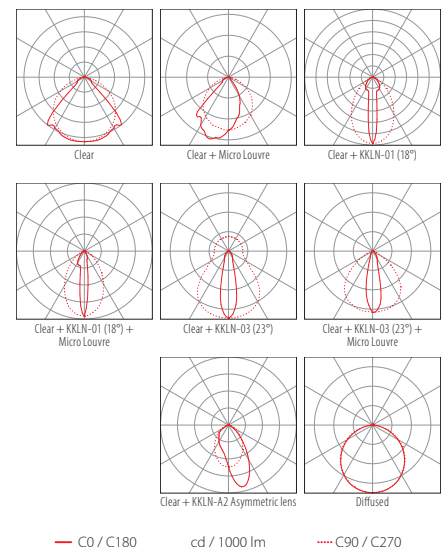 Clear
Clear + Micro Louvre
Clear + KKLN-01 (18°)
Clear + KKLN-01 (18°) +
Micro Louvre
Clear + KKLN-03 (23°)
Clear + KKLN-03 (23°) +
Micro Louvre
Clear + KKLN-A2 Asymmetric lens
Diffused
C0 / C180
cd / 1000 lm
C90 / C270